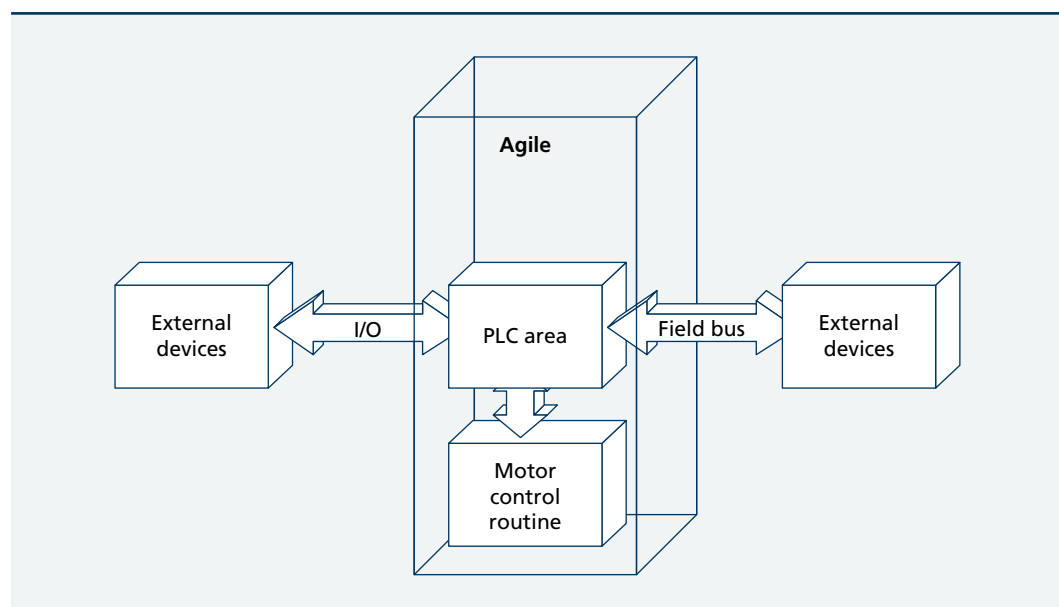 Agile
External
devices
I/O
PLC area
Field bus
External
devices
Motor
control
routine